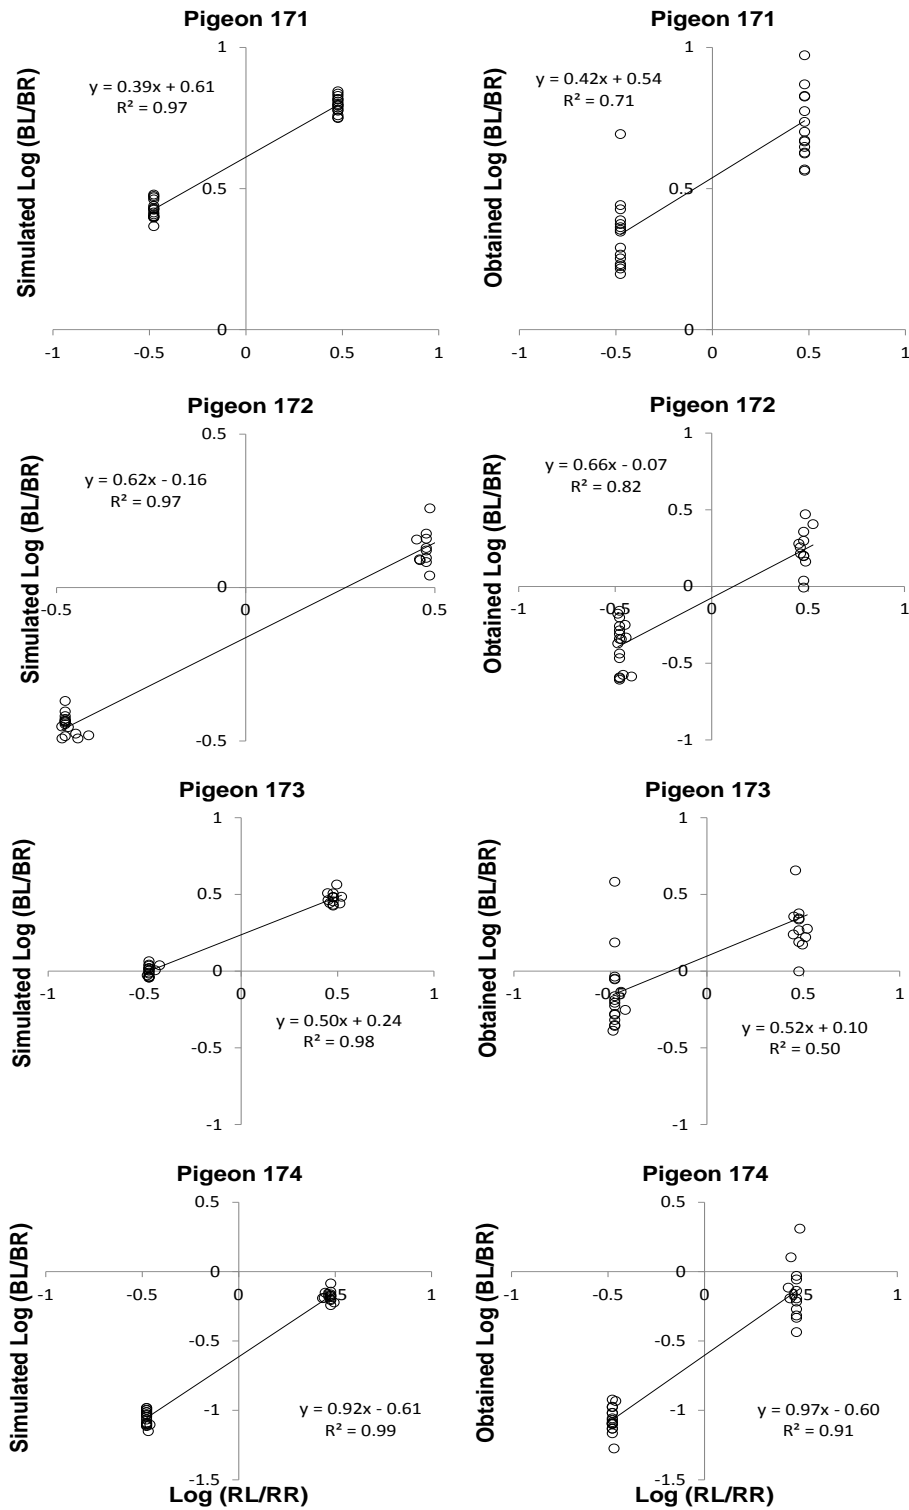 Pigeon 171
Simulated Log (BL/BR)
1
y = 0.39x + 0.61
R² = 0.97
0.5
0
-1
-0.5
0
0.5
1
Pigeon 171
Obtained Log (BL/BR)
1
y = 0.42x + 0.54
R² = 0.71
0.5
0
-1
-0.5
0
0.5
1
Pigeon 172
Simulated Log (BL/BR)
0.5
y = 0.62x - 0.16
R² = 0.97
0
-0.5
0.5
-0.5
Pigeon 172
Obtained Log (BL/BR)
1
y = 0.66x - 0.07
R² = 0.82
0.5
0
-1
-0.5
0
0.5
1
-0.5
-1
Pigeon 173
Simulated Log (BL/BR)
1
0.5
0
-1
-0.5
0
0.5
1
y = 0.50x + 0.24
R² = 0.98
-0.5
-1
Pigeon 173
Obtained Log (BL/BR)
1
0.5
0
-1
-0.5
0
0.5
1
y = 0.52x + 0.10
R² = 0.50
-0.5
-1
Pigeon 174
Simulated Log (BL/BR)
0.5
0
-1
-0.5
0
0.5
1
-0.5
-1
y = 0.92x - 0.61
R² = 0.99
-1.5
Log (RL/RR)
Pigeon 174
Obtained Log (BL/BR)
0.5
0
-1
-0.5
0
0.5
1
-0.5
-1
y = 0.97x - 0.60
R² = 0.91
-1.5
Log (RL/RR)